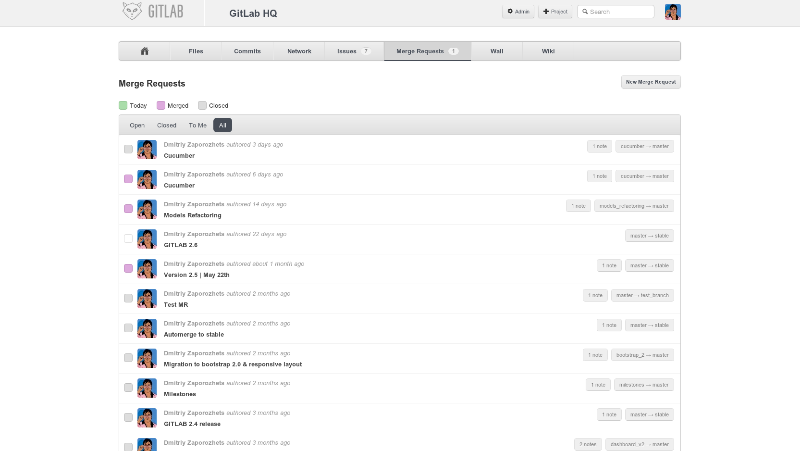 GITLAB
GitLab HQ
Admin
Project
Search
Files
Commits
Network
Issues 7
Merge Requests 1
Wall
Wiki
Merge Requests
New Merge Request
Today
Merged
Closed
Open
Closed
To Me
All
Dmitriy Zaporozhets authored 3 days ago
1 note
cucumber → master
Cucumber
Dmitriy Zaporozhets authored 6 days ago
1 note
cucumber → master
Cucumber
Dmitriy Zaporozhets authored 14 days ago
1 note
models_refactoring → master
Models Refactoring
Dmitriy Zaporozhets authored 22 days ago
master → stable
GITLAB 2.6
Dmitriy Zaporozhets authored about 1 month ago
1 note
master → stable
Version 2.5 | May 22th
Dmitriy Zaporozhets authored 2 months ago
1 note
master → test_branch
Test MR
Dmitriy Zaporozhets authored 2 months ago
1 note
master → stable
Automerge to stable
Dmitriy Zaporozhets authored 2 months ago
1 note
bootstrap_2 → master
Migration to bootstrap 2.0 & responsive layout
Dmitriy Zaporozhets authored 2 months ago
1 note
milestones → master
Milestones
Dmitriy Zaporozhets authored 3 months ago
1 note
master → stable
GITLAB 2.4 release
Dmitriy Zaporozhets authored 3 months ago
2 notes
dashboard_v2 → master